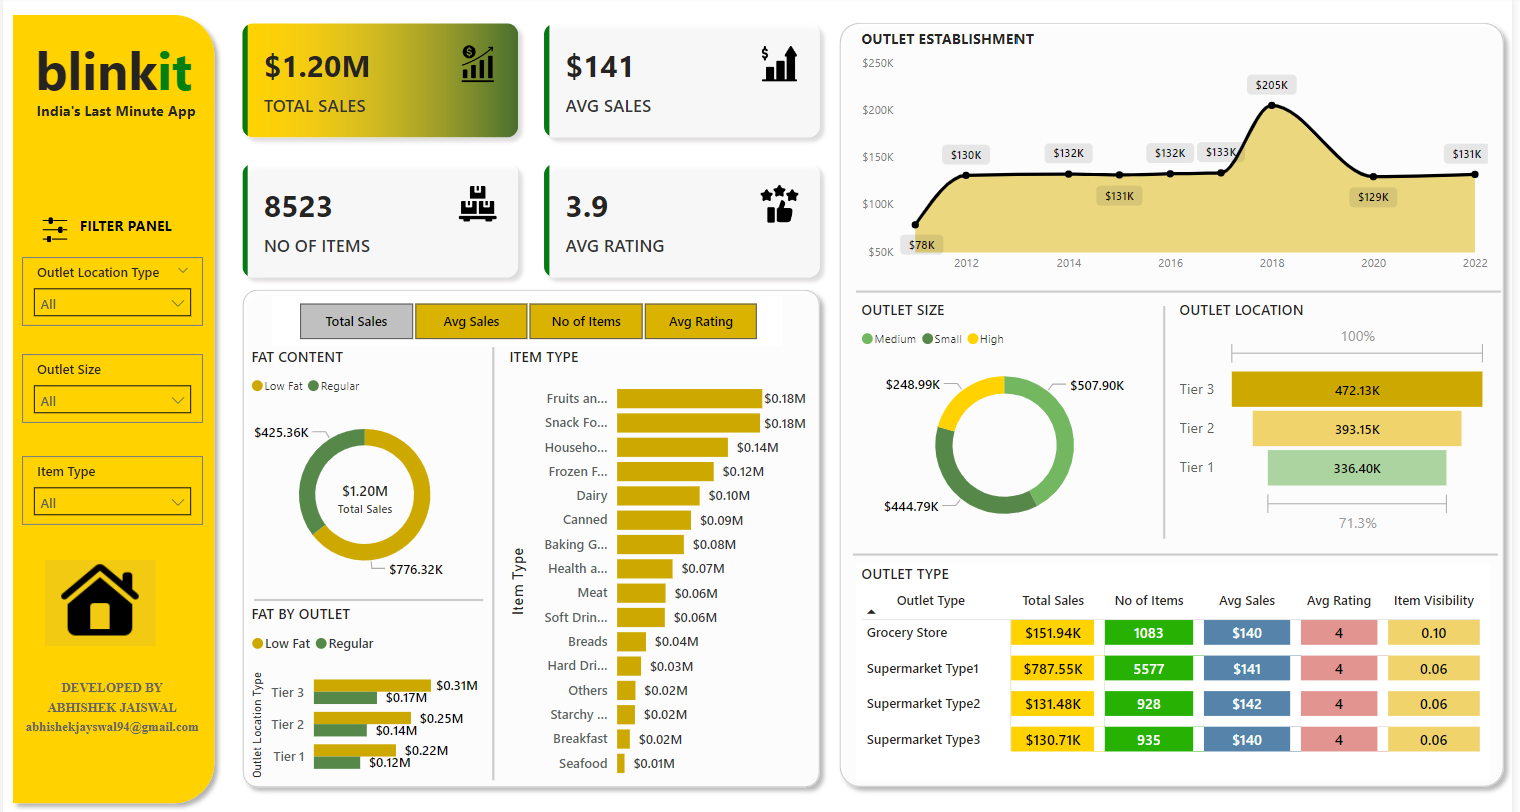 blinkit
India's Last Minute App
FILTER PANEL
Outlet Location Type
All
Outlet Size
All
Item Type
All
DEVELOPED BY
ABHISHEK JAISWAL
abhishekjayswal94@gmail.com
$1.20M
TOTAL SALES
$141
AVG SALES
8523
NO OF ITEMS
3.9
AVG RATING
Total Sales Avg Sales No of Items Avg Rating
FAT CONTENT
Low Fat Regular
$425.36K
$1.20M
Total Sales
$776.32K
FAT BY OUTLET
Low Fat Regular
Outlet Location Type
Tier 3 $0.31M
$0.17M
Tier 2 $0.25M
$0.14M
Tier 1 $0.22M
$0.12M
ITEM TYPE
Item Type
Fruits an... $0.18M
Snack Fo... $0.18M
Househo... $0.14M
Frozen F... $0.12M
Dairy $0.10M
Canned $0.09M
Baking G... $0.08M
Health a... $0.07M
Meat $0.06M
Soft Drin... $0.06M
Breads $0.04M
Hard Dri... $0.03M
Others $0.02M
Starchy ... $0.02M
Breakfast $0.02M
Seafood $0.01M
OUTLET ESTABLISHMENT
$250K
$200K
$150K
$100K
$50K
$78K
$130K
$132K
$131K
$132K
$133K
$205K
$129K
$131K
2012 2014 2016 2018 2020 2022
OUTLET SIZE
Medium Small High
$248.99K
$507.90K
$444.79K
OUTLET LOCATION
100%
Tier 3 472.13K
Tier 2 393.15K
Tier 1 336.40K
71.3%
OUTLET TYPE
Outlet Type Total Sales No of Items Avg Sales Avg Rating Item Visibility
Grocery Store $151.94K 1083 $140 4 0.10
Supermarket Type1 $787.55K 5577 $141 4 0.06
Supermarket Type2 $131.48K 928 $142 4 0.06
Supermarket Type3 $130.71K 935 $140 4 0.06